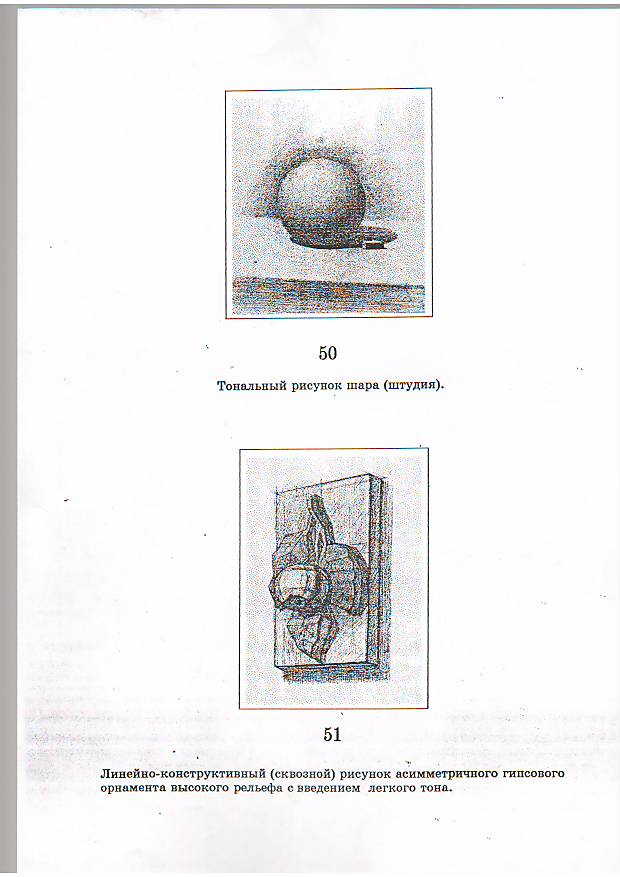 50
Тональный рисунок шара (штудия).
51
Линейно-конструктивный (сквозной) рисунок асимметричного гипсового
орнамента высокого рельефа с введением легкого тона.